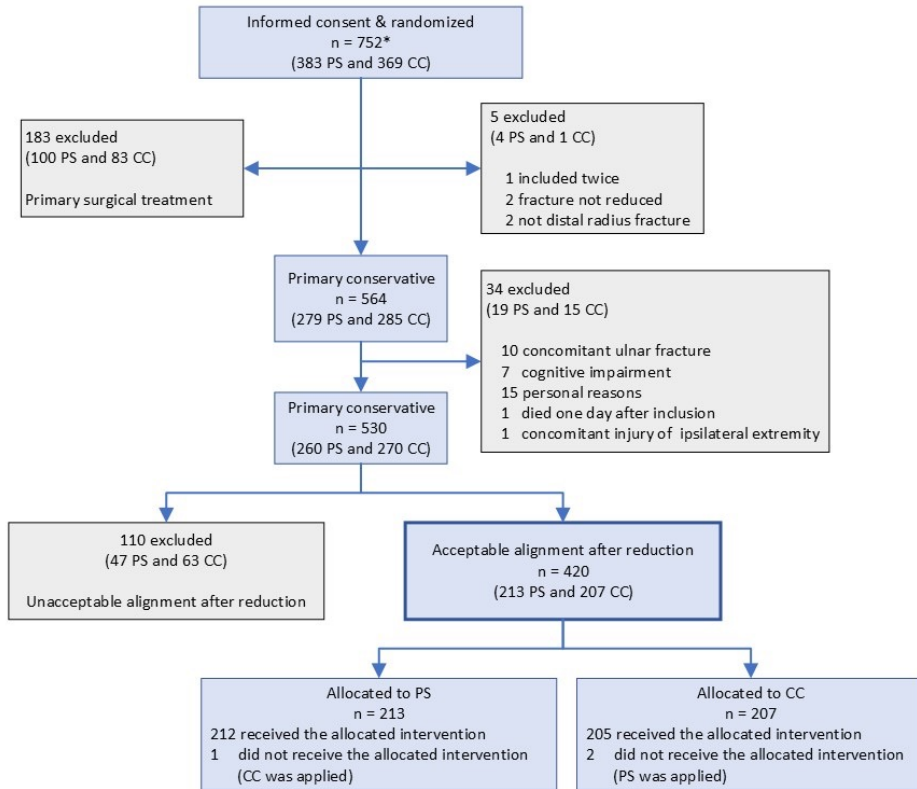 Informed consent & randomized
n = 752*
(383 PS and 369 CC)
183 excluded
(100 PS and 83 CC)
Primary surgical treatment
5 excluded
(4 PS and 1 CC)
1 included twice
2 fracture not reduced
2 not distal radius fracture
Primary conservative
n = 564
(279 PS and 285 CC)
34 excluded
(19 PS and 15 CC)
10 concomitant ulnar fracture
7 cognitive impairment
15 personal reasons
1 died one day after inclusion
1 concomitant injury of ipsilateral extremity
Primary conservative
n = 530
(260 PS and 270 CC)
110 excluded
(47 PS and 63 CC)
Unacceptable alignment after reduction
Acceptable alignment after reduction
n = 420
(213 PS and 207 CC)
Allocated to PS
n = 213
212 received the allocated intervention
1 did not receive the allocated intervention
(CC was applied)
Allocated to CC
n = 207
205 received the allocated intervention
2 did not receive the allocated intervention
(PS was applied)